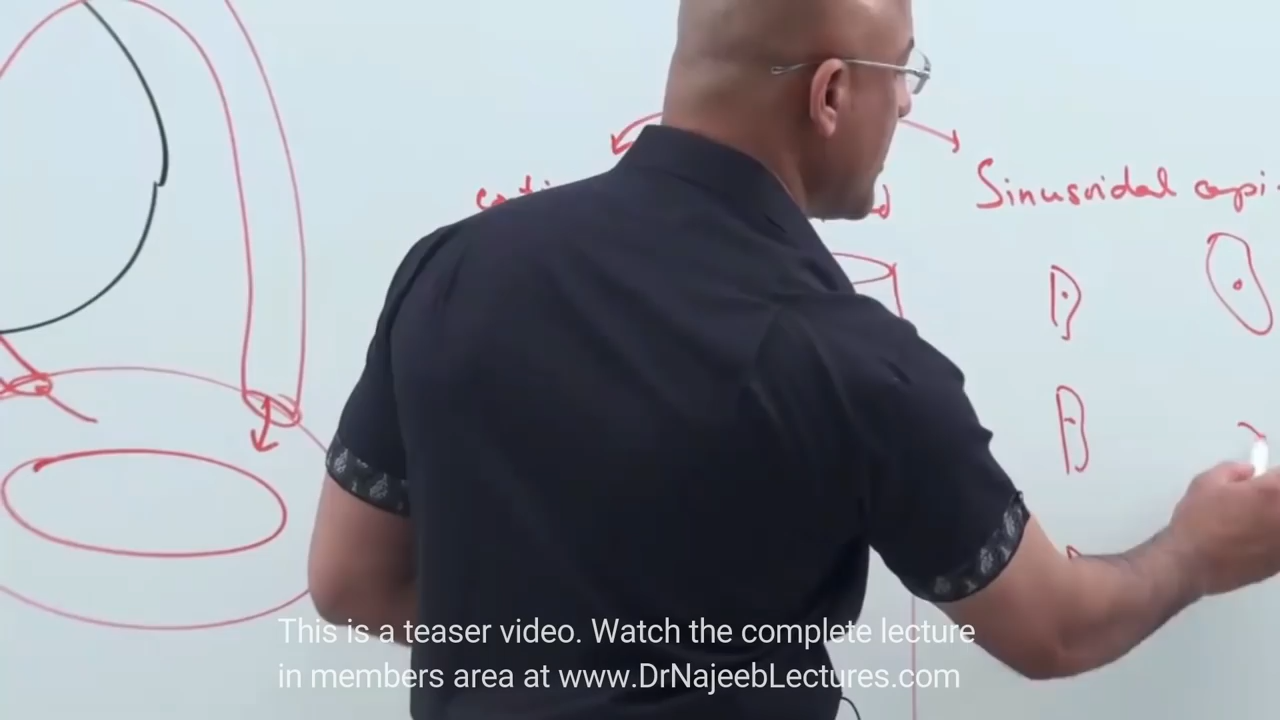 Sinusoidal capi
This is a teaser video. Watch the complete lecture
in members area at www.DrNajeebLectures.com